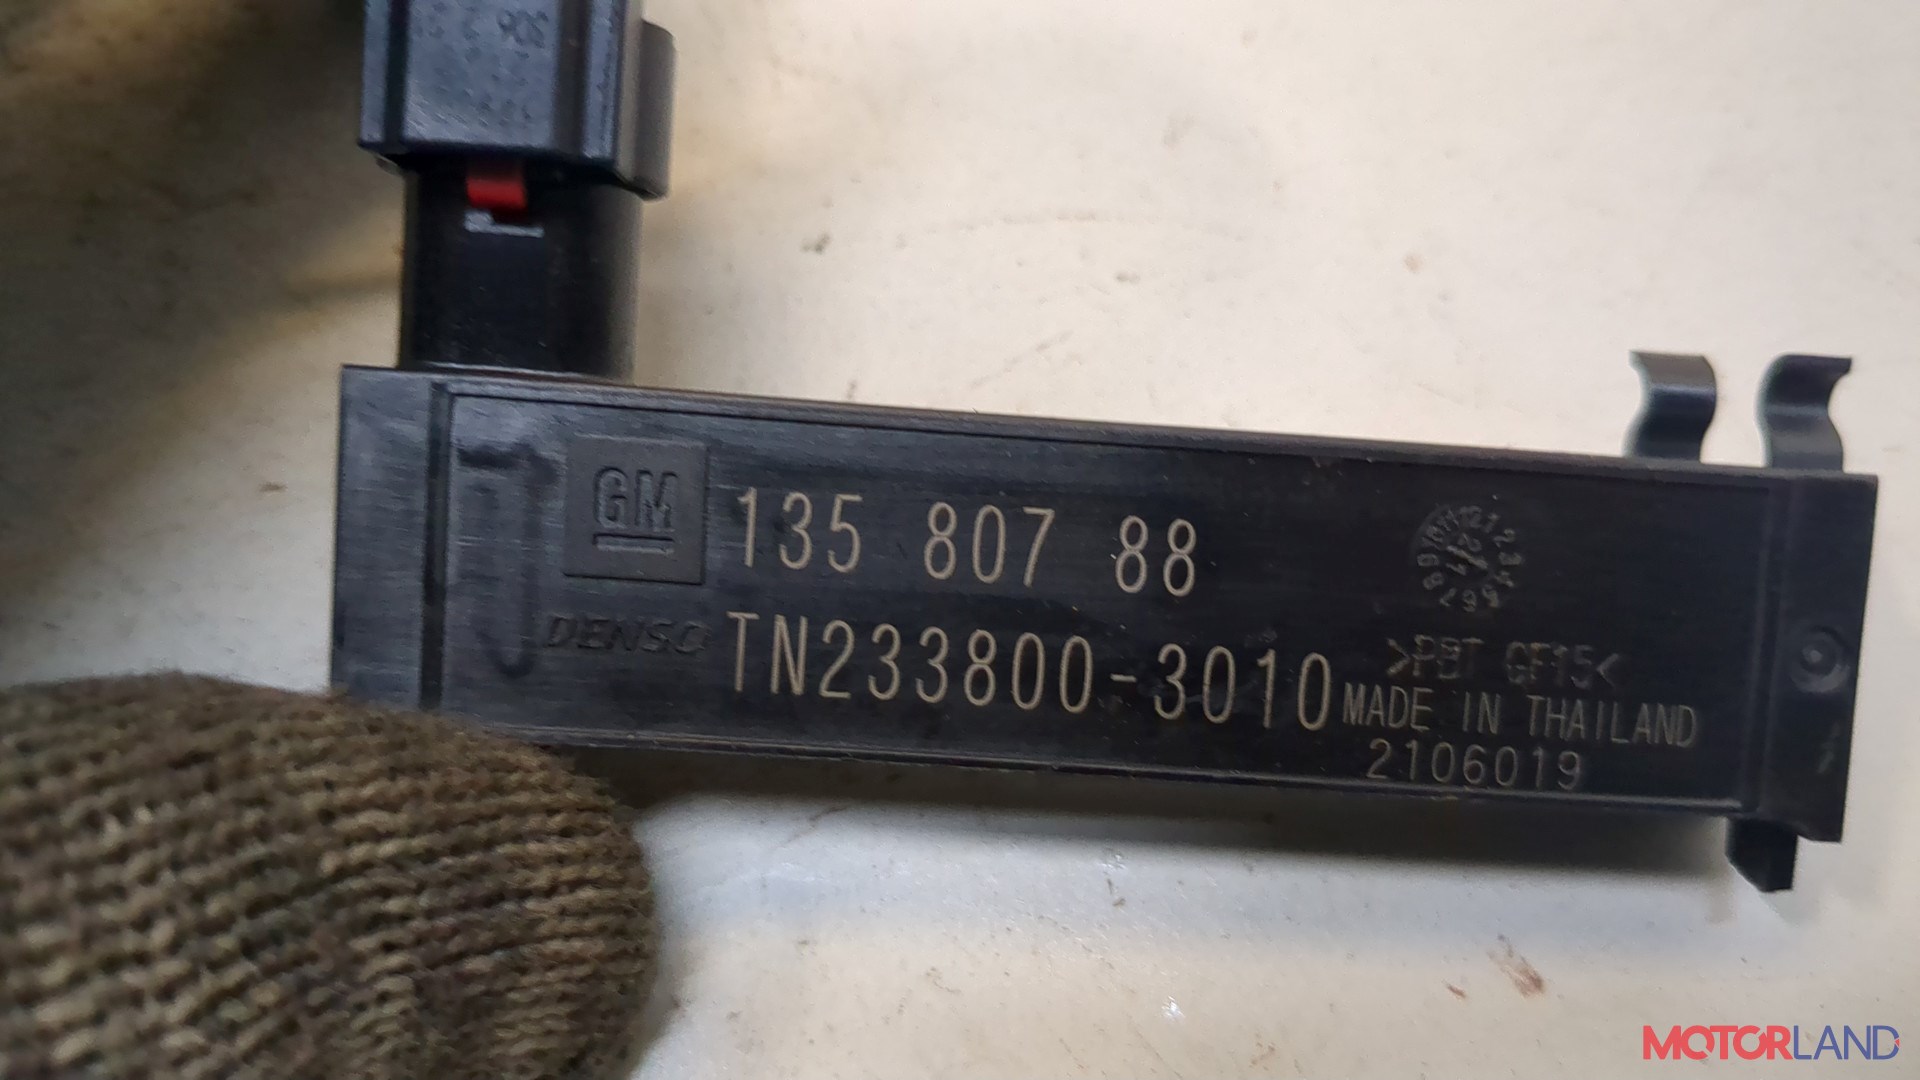 GM
135 807 88
DENSO
TN233800-3010
>PBT GF15<
MADE IN THAILAND
2106019
MOTORLAND